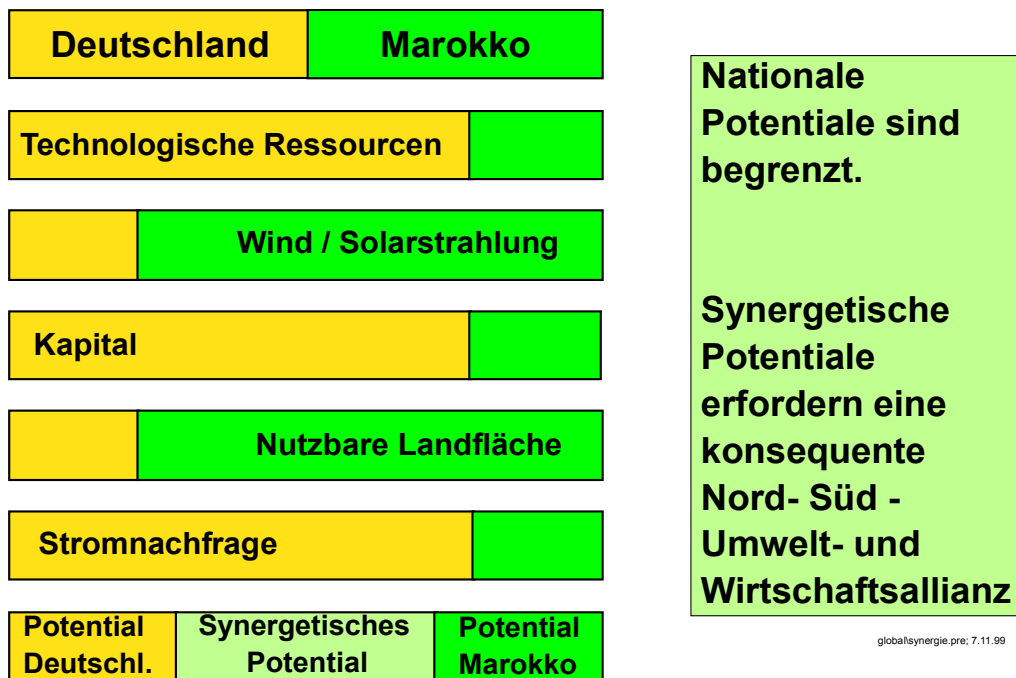 Deutschland Marokko
Technologische Ressourcen
Wind / Solarstrahlung
Kapital
Nutzbare Landfläche
Stromnachfrage
Potential
Deutschl.
Synergetisches
Potential
Potential
Marokko
Nationale
Potentiale sind
begrenzt.
Synergetische
Potentiale
erfordern eine
konsequente
Nord- Süd -
Umwelt- und
Wirtschaftsallianz
global\synergie.pre; 7.11.99